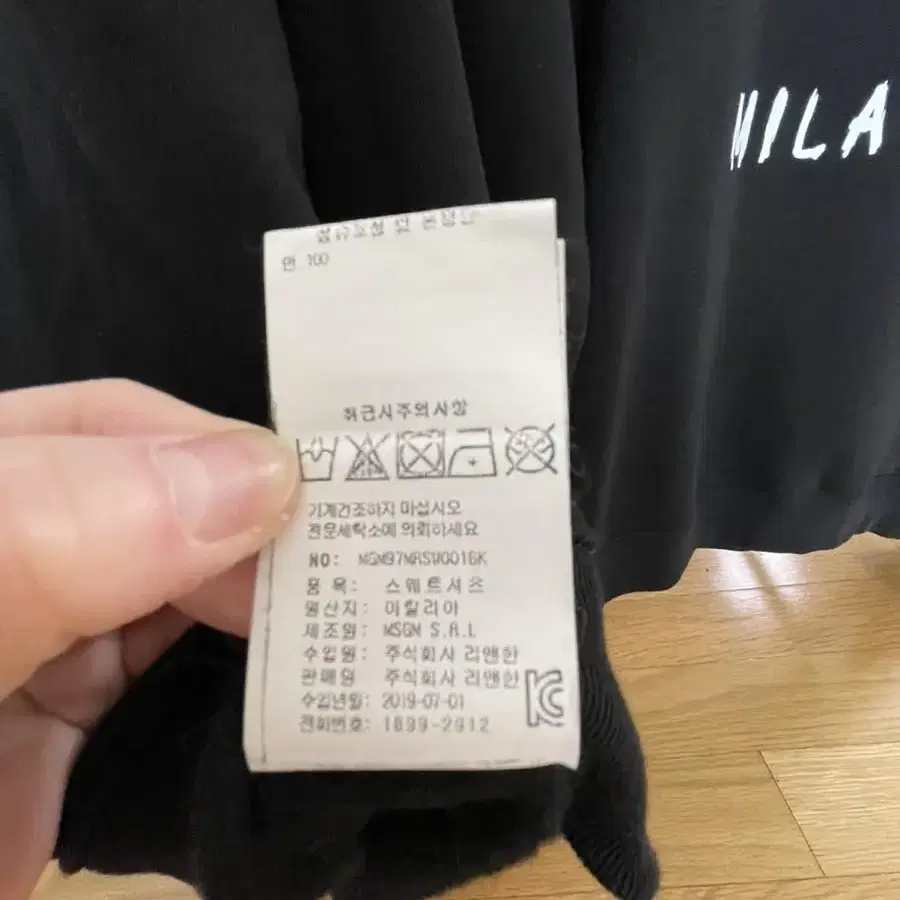 MILA
섬유조성 및 혼용률
면 100
취급시주의사항
기계건조하지 마십시오
전문세탁소에 의뢰하세요
NO: MGM97MRSW0016K
품 목: 스웨트셔츠
원산지: 이탈리아
제조원: MSGM S.R.L
수입원: 주식회사 리앤한
판매원 주식회사 리앤한
수입년월: 2019-07-01
전화번호: 1899-2912